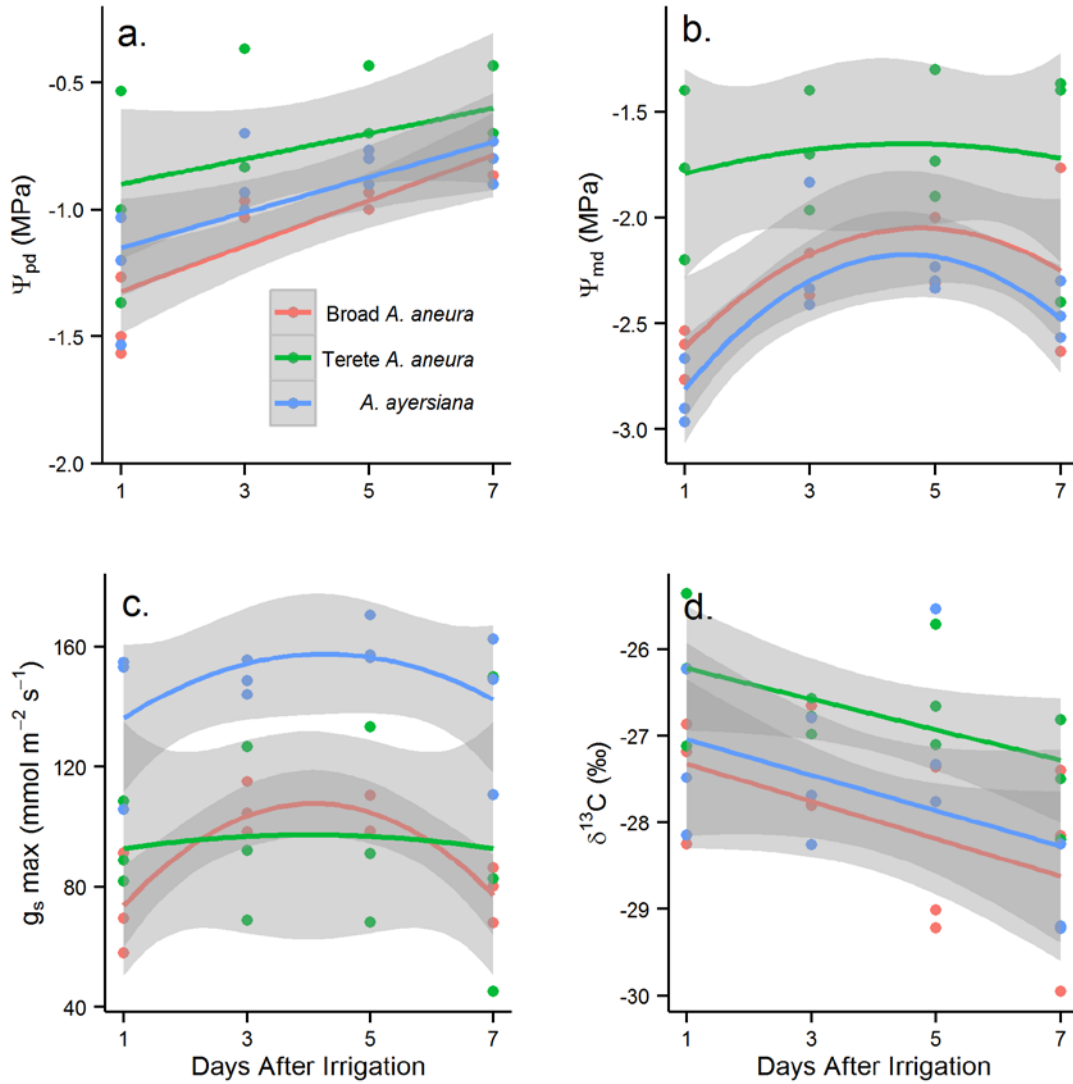 a.
-0.5
-1.0
-1.5
-2.0
Ψpd (MPa)
Broad A. aneura
Terete A. aneura
A. ayersiana
1 3 5 7
b.
-1.5
-2.0
-2.5
-3.0
Ψmd (MPa)
1 3 5 7
c.
160
120
80
40
gs max (mmol m−2 s−1)
1 3 5 7
Days After Irrigation
d.
-26
-27
-28
-29
-30
δ13C (‰)
1 3 5 7
Days After Irrigation